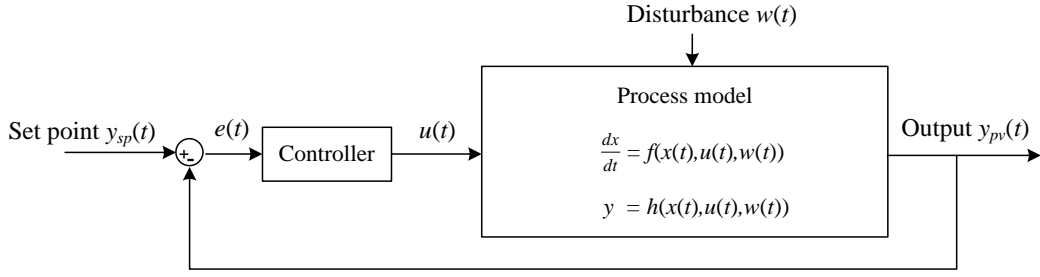 Disturbance w(t)
Process model
Set point y_sp(t)
e(t)
u(t)
Output y_pv(t)
+
-
Controller
dx/dt = f(x(t),u(t),w(t))
y = h(x(t),u(t),w(t))